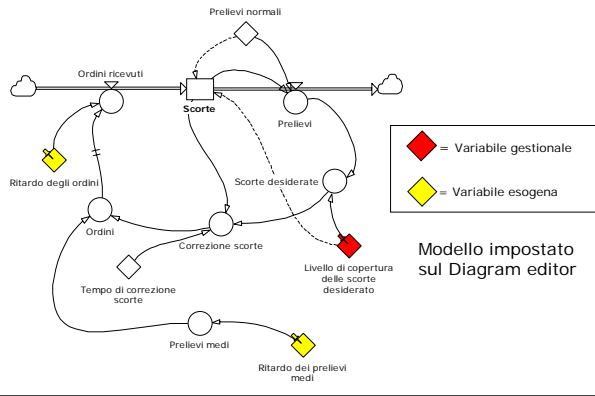 Prelievi normali
Ordini ricevuti
Scorte
Prelievi
= Variabile gestionale
= Variabile esogena
Ritardo degli ordini
Scorte desiderate
Ordini
Correzione scorte
Modello impostato
sul Diagram editor
Livello di copertura
delle scorte
desiderato
Tempo di correzione
scorte
Prelievi medi
Ritardo dei prelievi
medi